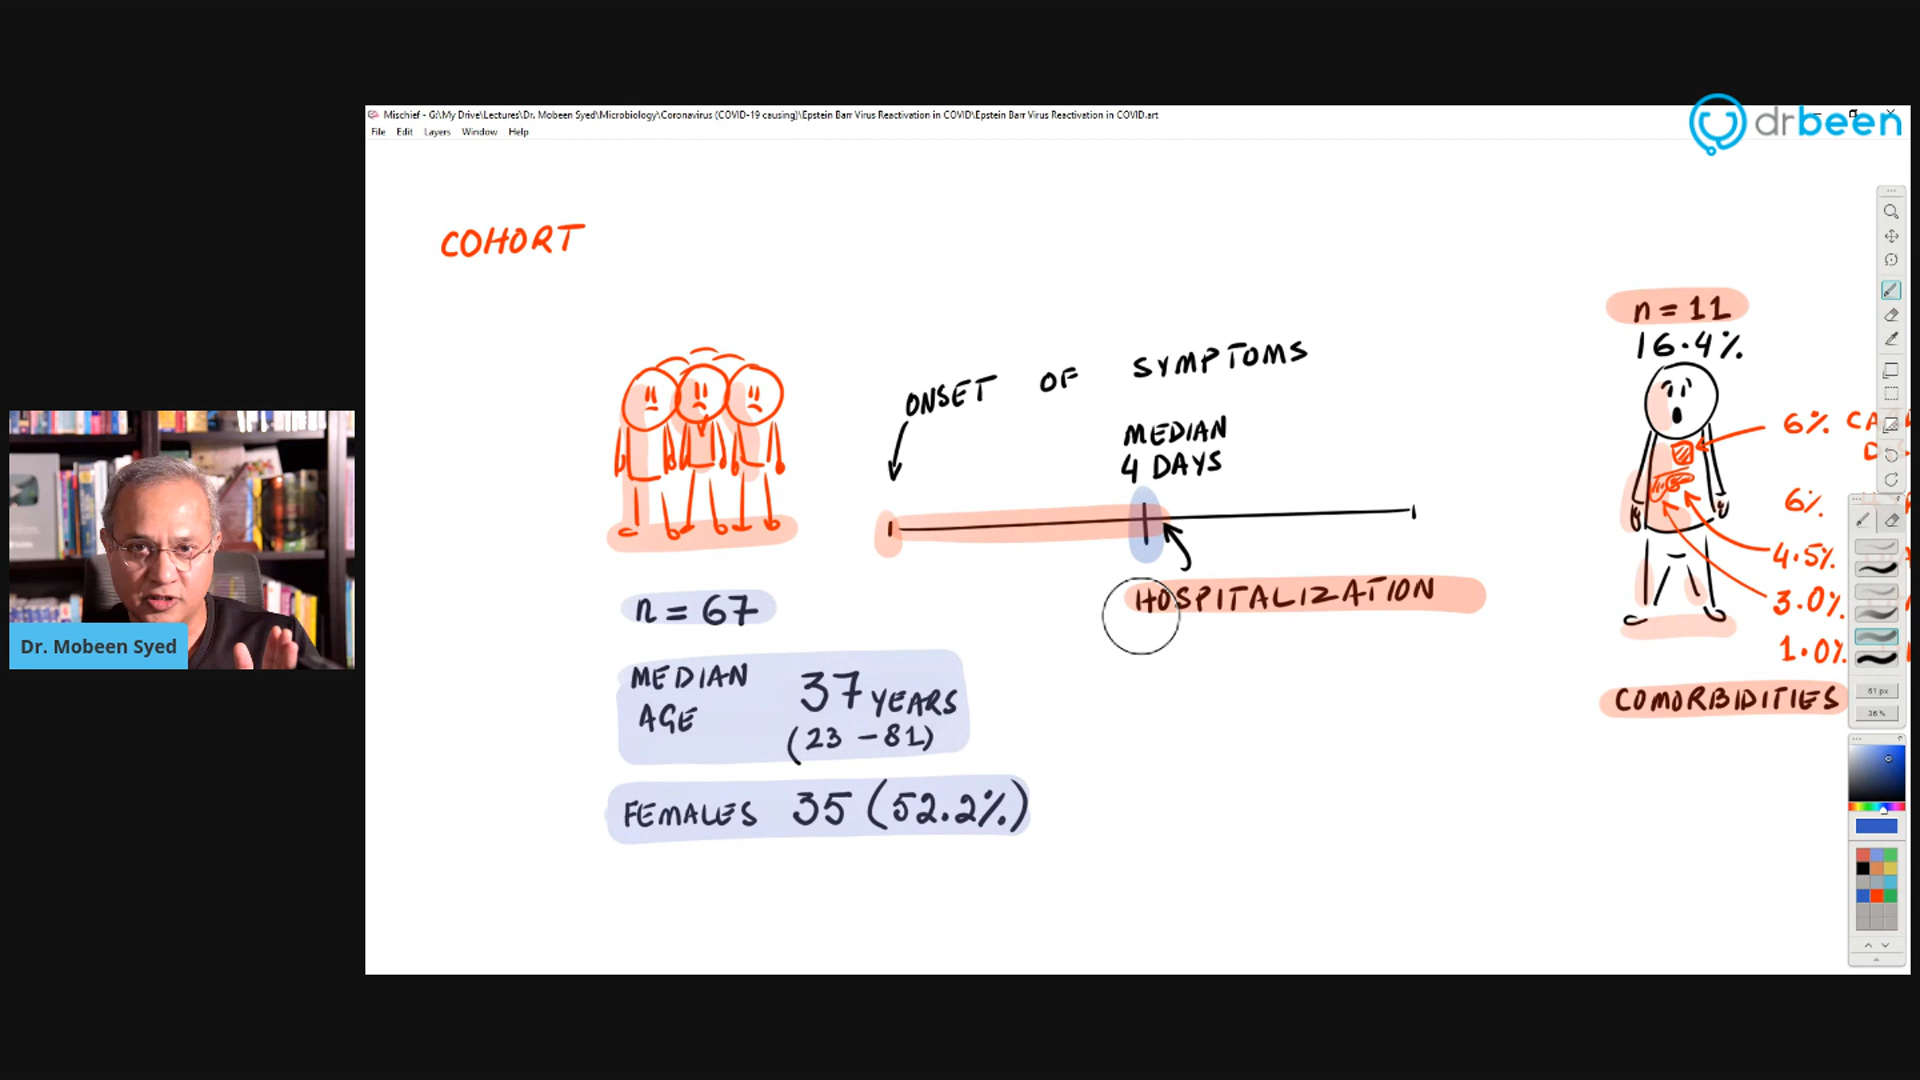 Mischief - G:\My Drive\Lectures\Dr. Mobeen Syed\Microbiology\Coronavirus (COVID-19 causing)\Epstein Barr Virus Reactivation in COVID\Epstein Barr Virus Reactivation in COVID.art
File Edit Layers Window Help
drbeen
COHORT
n = 11
16.4%
ONSET OF SYMPTOMS
MEDIAN
4 DAYS
6%
6%
4.5%
3.0%
1.0%
HOSPITALIZATION
n = 67
Dr. Mobeen Syed
MEDIAN AGE 37 YEARS
(23 - 81)
COMORBIDITIES
FEMALES 35 (52.2%)
61 px
36%